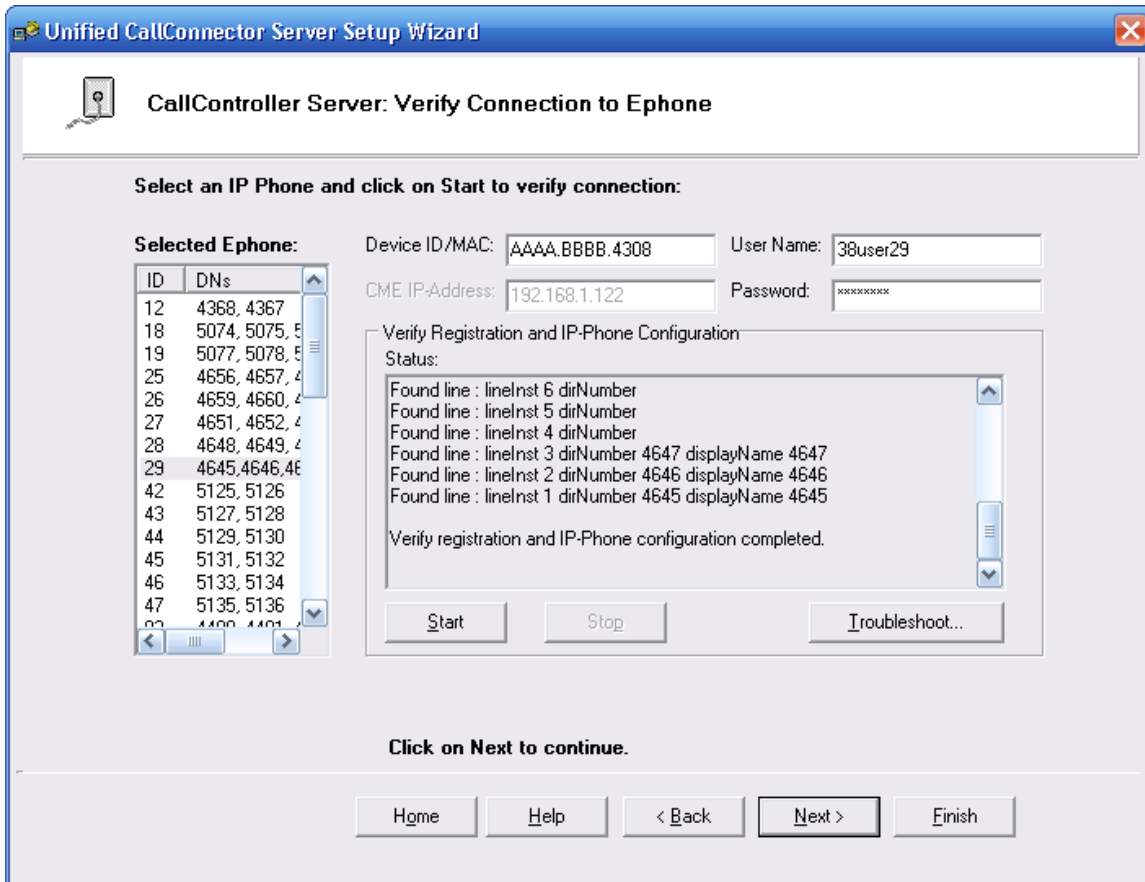 Unified CallConnector Server Setup Wizard
CallController Server: Verify Connection to Ephone
Select an IP Phone and click on Start to verify connection:
Selected Ephone:
ID DNs
12 4368, 4367
18 5074, 5075, 5
19 5077, 5078, 5
25 4656, 4657, 4
26 4659, 4660, 4
27 4651, 4652, 4
28 4648, 4649, 4
29 4645,4646,46
42 5125, 5126
43 5127, 5128
44 5129, 5130
45 5131, 5132
46 5133, 5134
47 5135, 5136
Device ID/MAC: AAAA.BBBB.4308 User Name: 38user29
CME IP-Address: 192.168.1.122 Password: ********
Verify Registration and IP-Phone Configuration
Status:
Found line : lineInst 6 dirNumber
Found line : lineInst 5 dirNumber
Found line : lineInst 4 dirNumber
Found line : lineInst 3 dirNumber 4647 displayName 4647
Found line : lineInst 2 dirNumber 4646 displayName 4646
Found line : lineInst 1 dirNumber 4645 displayName 4645
Verify registration and IP-Phone configuration completed.
Start Stop Troubleshoot...
Click on Next to continue.
Home Help < Back Next > Finish